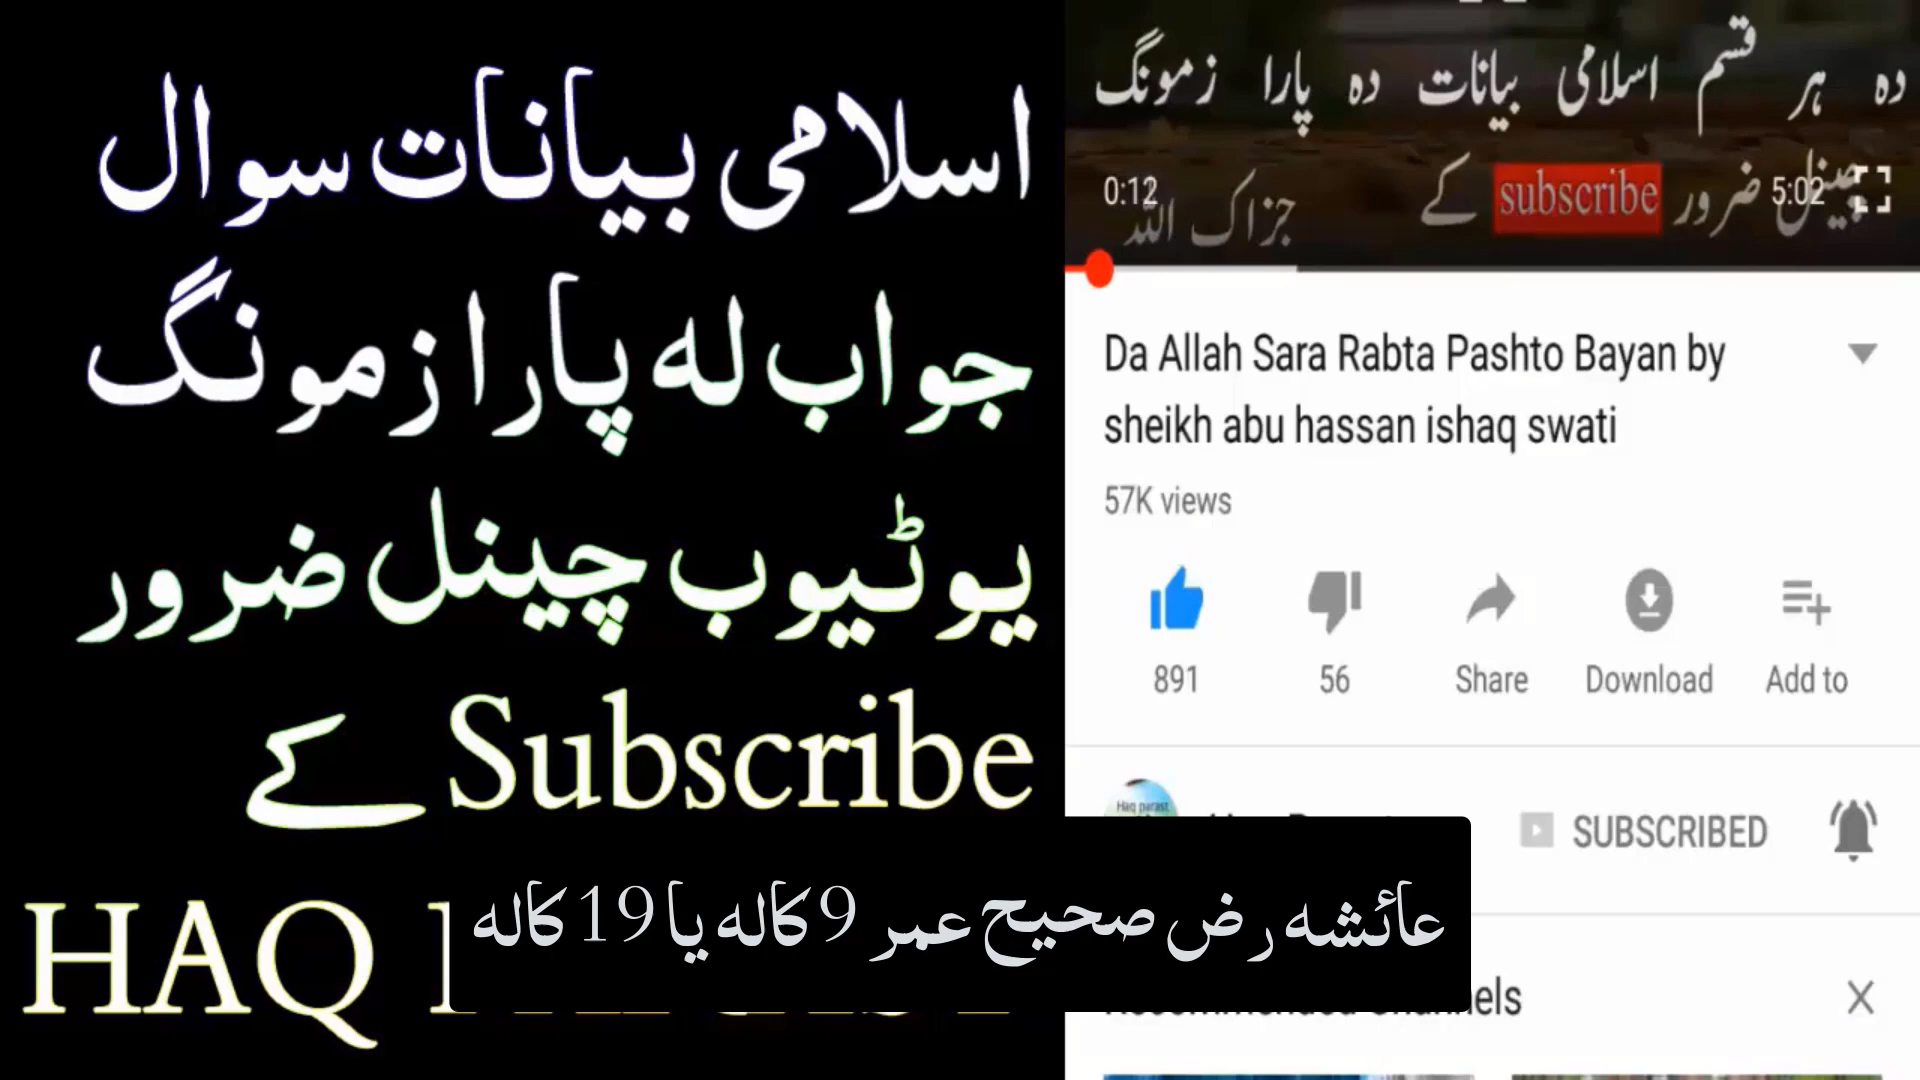 اسلامی بیانات سوال
جواب له پارا زمونگ
یوٹیوب چینل ضرور
Subscribe کے
HAQ
عائشه رض صحیح عمر 9 کاله یا 19 کاله
ده هر قسم اسلامی بیانات ده پارا زمونگ
چینل ضرور subscribe کے
جزاک الله
0:12
5:02
Da Allah Sara Rabta Pashto Bayan by
sheikh abu hassan ishaq swati
57K views
891
56
Share
Download
Add to
Haq parast
SUBSCRIBED